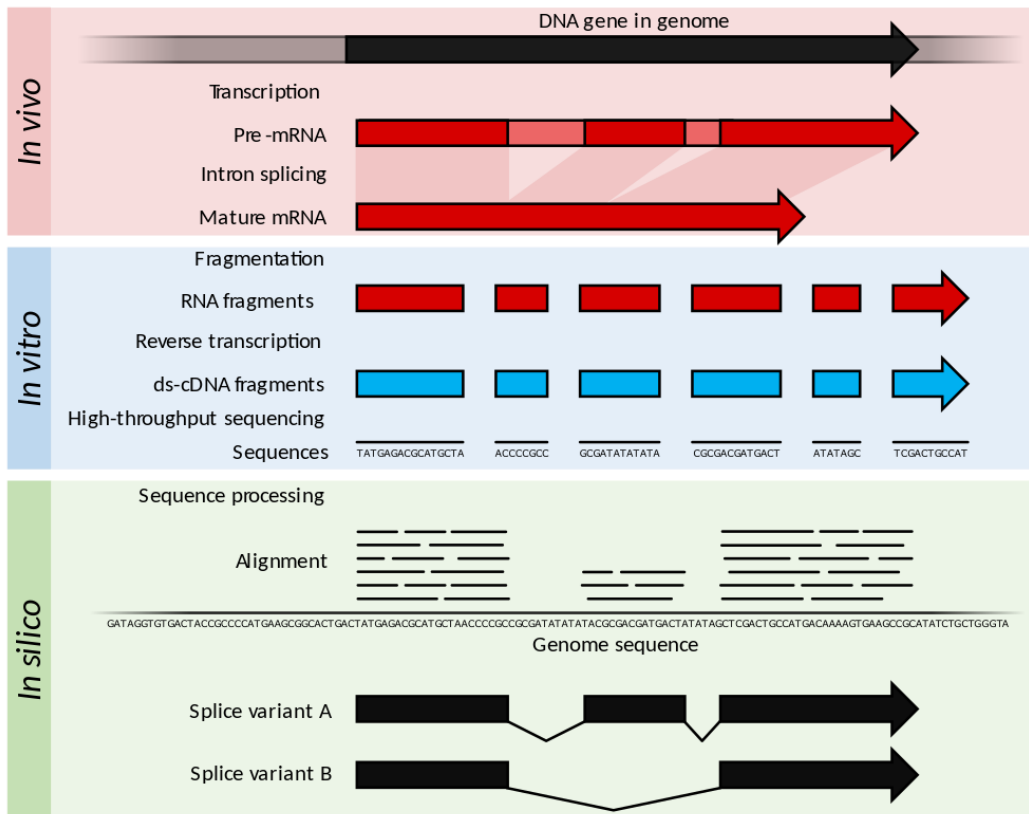 In vivo
DNA gene in genome
Transcription
Pre-mRNA
Intron splicing
Mature mRNA
In vitro
Fragmentation
RNA fragments
Reverse transcription
ds-cDNA fragments
High-throughput sequencing
Sequences TATGAGACGCATGCTA ACCCCGCC GCGATATATATA CGCGACGATGACT ATATAGC TCGACTGCCAT
In silico
Sequence processing
Alignment
GATAGGTGTGACTACCGCCCCATGAAGCGGCACTGACTATGAGACGCATGCTAACCCCGCCGCGATATATATACGCGACGATGACTATATAGCTCGACTGCCATGACAAAAGTGAAGCCGCATATCTGCTGGGTA
Genome sequence
Splice variant A
Splice variant B